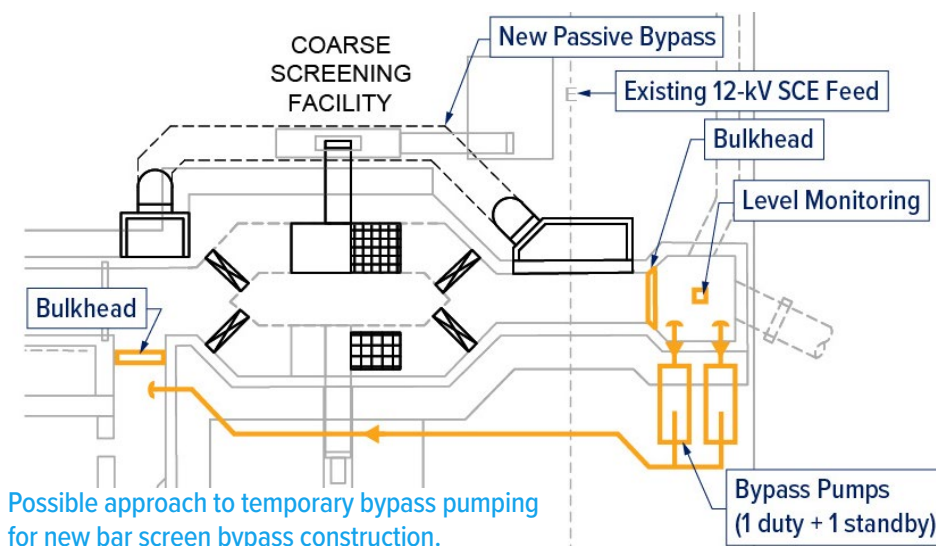 New Passive Bypass
COARSE
SCREENING
FACILITY
Existing 12-kV SCE Feed
Bulkhead
Level Monitoring
Bulkhead
Bypass Pumps
(1 duty + 1 standby)
Possible approach to temporary bypass pumping
for new bar screen bypass construction.